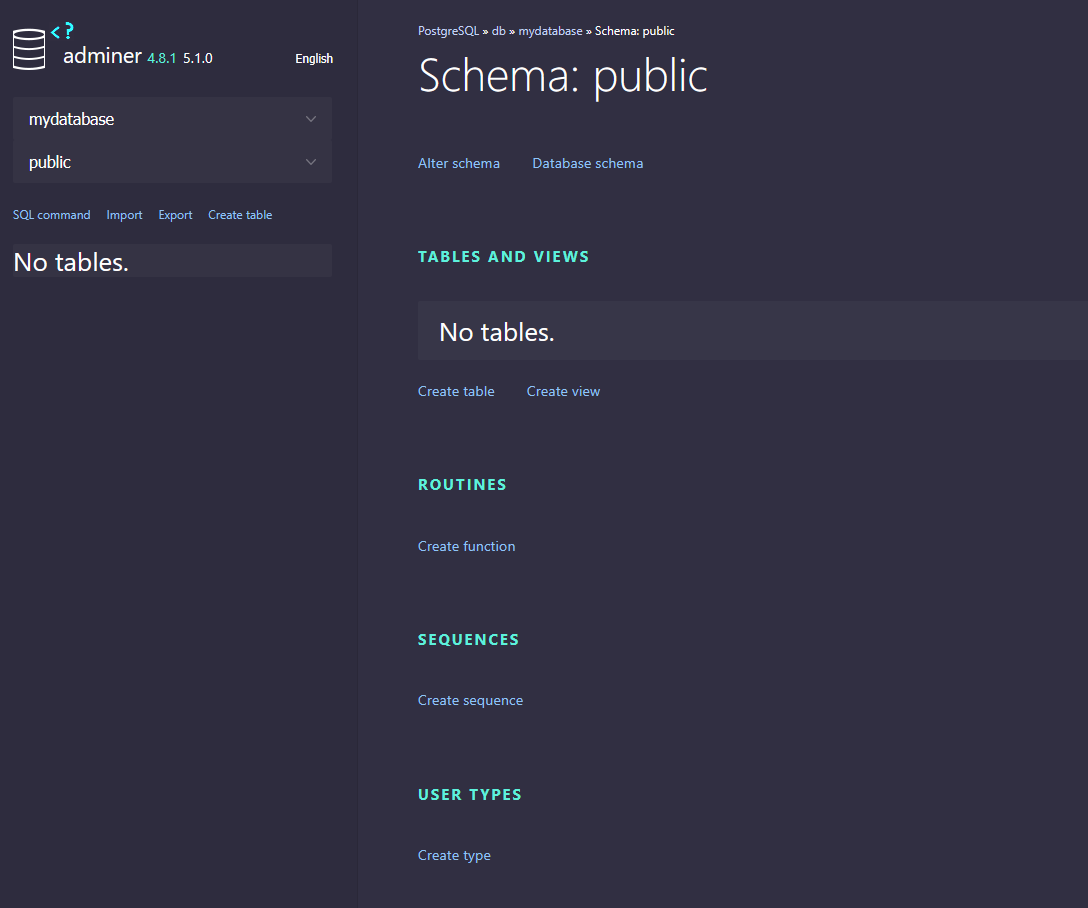 <?
adminer 4.8.1 5.1.0
English
mydatabase
public
SQL command Import Export Create table
No tables.
PostgreSQL » db » mydatabase » Schema: public
Schema: public
Alter schema Database schema
TABLES AND VIEWS
No tables.
Create table Create view
ROUTINES
Create function
SEQUENCES
Create sequence
USER TYPES
Create type